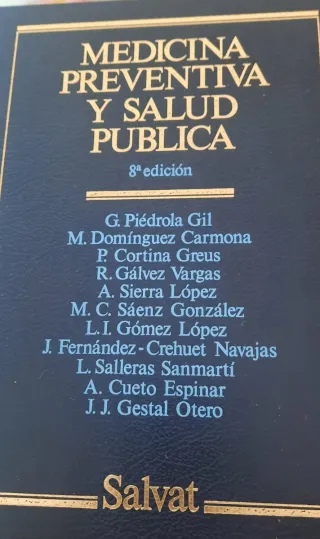 MEDICINA
PREVENTIVA
Y SALUD
PUBLICA
8ª edición
G. Piédrola Gil
M. Domínguez Carmona
P. Cortina Greus
R. Gálvez Vargas
A. Sierra López
M. C. Sáenz González
L. I. Gómez López
J. Fernández-Crehuet Navajas
L. Salleras Sanmartí
A. Cueto Espinar
J. J. Gestal Otero
Salvat